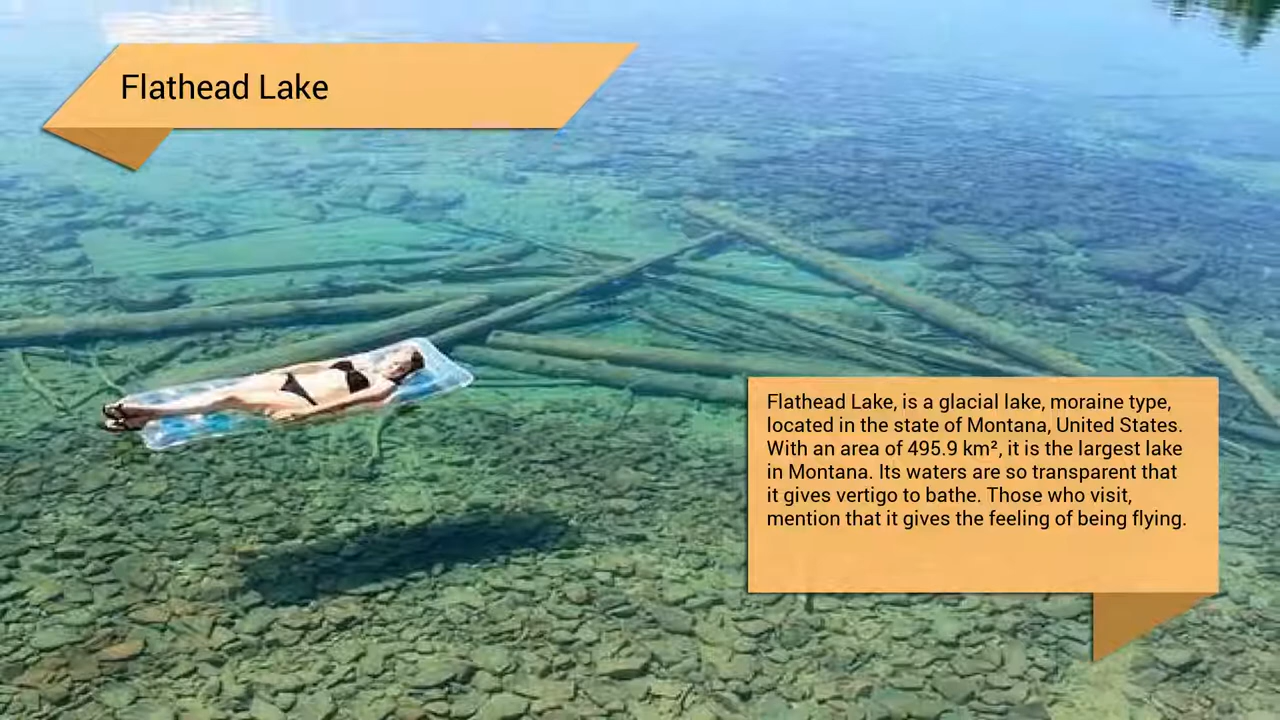 Flathead Lake
Flathead Lake, is a glacial lake, moraine type,
located in the state of Montana, United States.
With an area of 495.9 km², it is the largest lake
in Montana. Its waters are so transparent that
it gives vertigo to bathe. Those who visit,
mention that it gives the feeling of being flying.